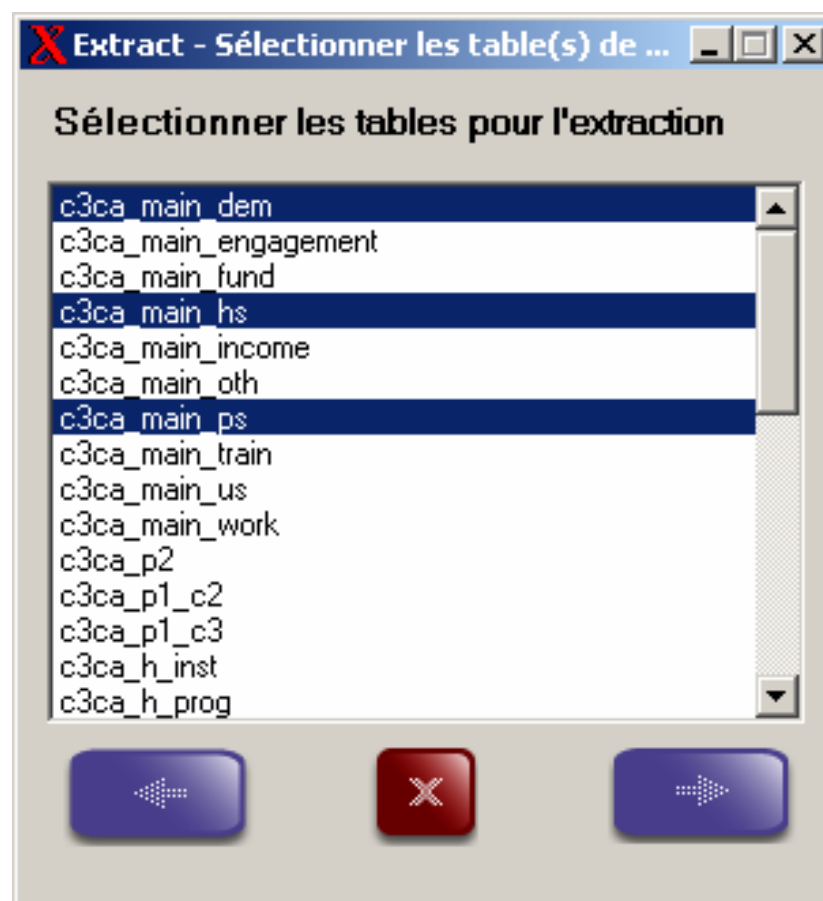 Extract - Sélectionner les table(s) de ...
Sélectionner les tables pour l'extraction
c3ca_main_dem
c3ca_main_engagement
c3ca_main_fund
c3ca_main_hs
c3ca_main_income
c3ca_main_oth
c3ca_main_ps
c3ca_main_train
c3ca_main_us
c3ca_main_work
c3ca_p2
c3ca_p1_c2
c3ca_p1_c3
c3ca_h_inst
c3ca_h_prog